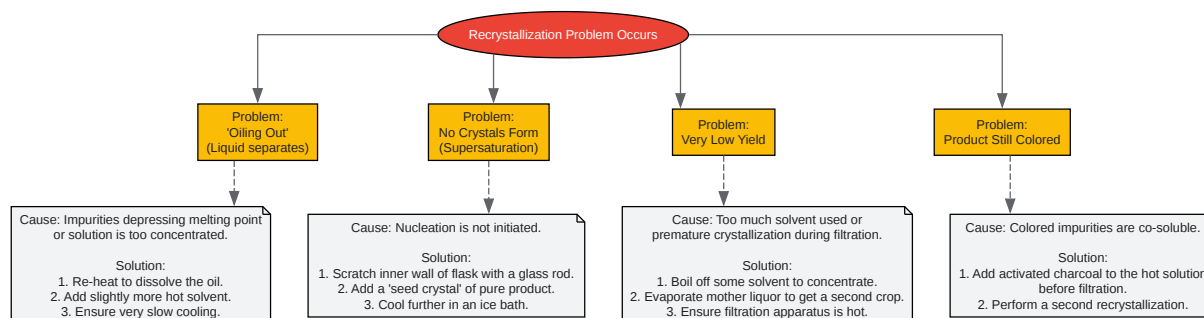 Recrystallization Problem Occurs
Problem:
'Oiling Out'
(Liquid separates)
Problem:
No Crystals Form
(Supersaturation)
Problem:
Very Low Yield
Problem:
Product Still Colored
Cause: Impurities depressing melting point
or solution is too concentrated.
Solution:
1. Re-heat to dissolve the oil.
2. Add slightly more hot solvent.
3. Ensure very slow cooling.
Cause: Nucleation is not initiated.
Solution:
1. Scratch inner wall of flask with a glass rod.
2. Add a 'seed crystal' of pure product.
3. Cool further in an ice bath.
Cause: Too much solvent used or
premature crystallization during filtration.
Solution:
1. Boil off some solvent to concentrate.
2. Evaporate mother liquor to get a second crop.
3. Ensure filtration apparatus is hot.
Cause: Colored impurities are co-soluble.
Solution:
1. Add activated charcoal to the hot solution
before filtration.
2. Perform a second recrystallization.